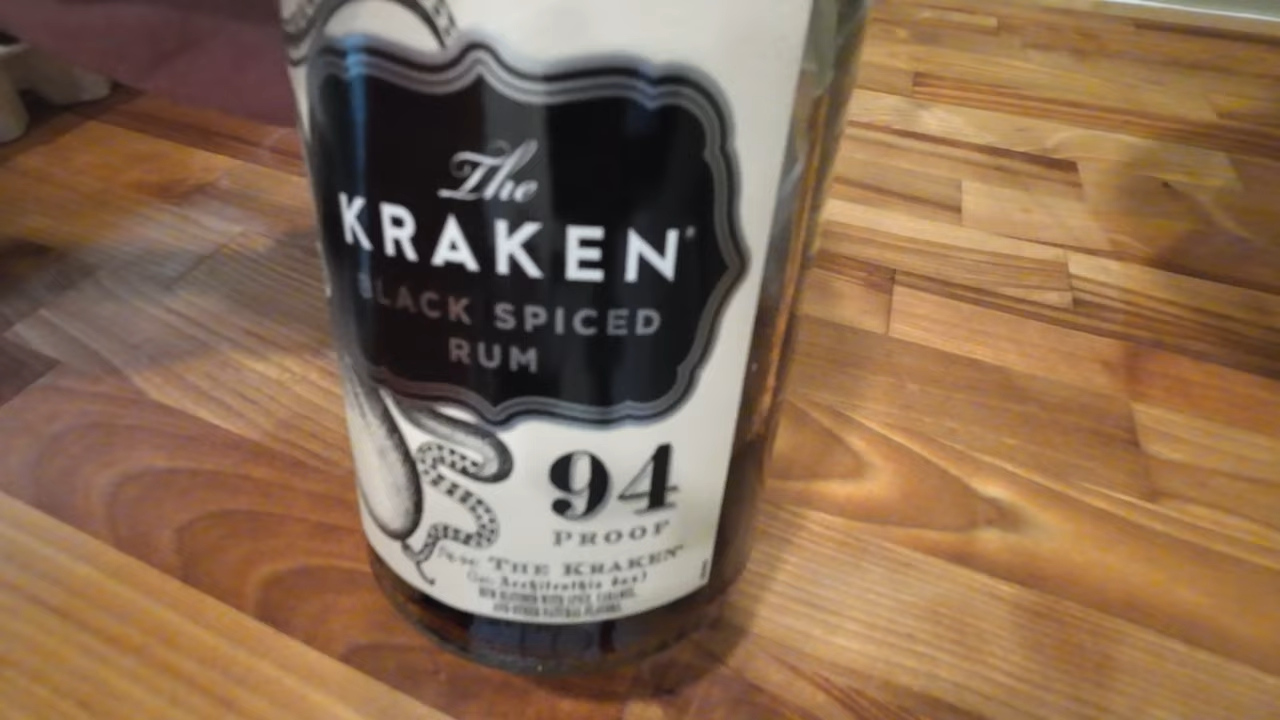 The
KRAKEN
BLACK SPICED
RUM
94
PROOF
THE KRAKEN